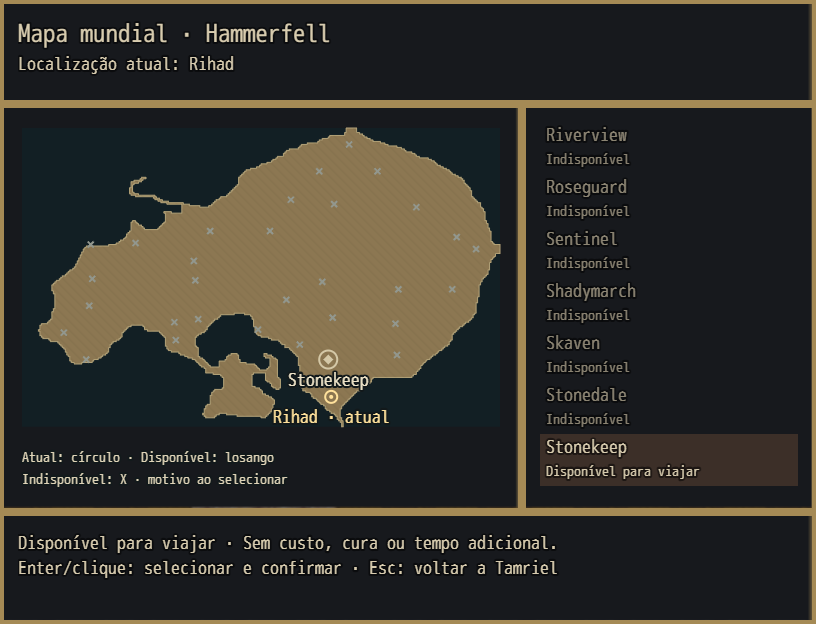 Mapa mundial · Hammerfell
Localização atual: Rihad
Stonekeep
Rihad · atual
Atual: círculo · Disponível: losango
Indisponível: X · motivo ao selecionar
Riverview
Indisponível
Roseguard
Indisponível
Sentinel
Indisponível
Shadymarch
Indisponível
Skaven
Indisponível
Stonedale
Indisponível
Stonekeep
Disponível para viajar
Disponível para viajar · Sem custo, cura ou tempo adicional.
Enter/clique: selecionar e confirmar · Esc: voltar a Tamriel